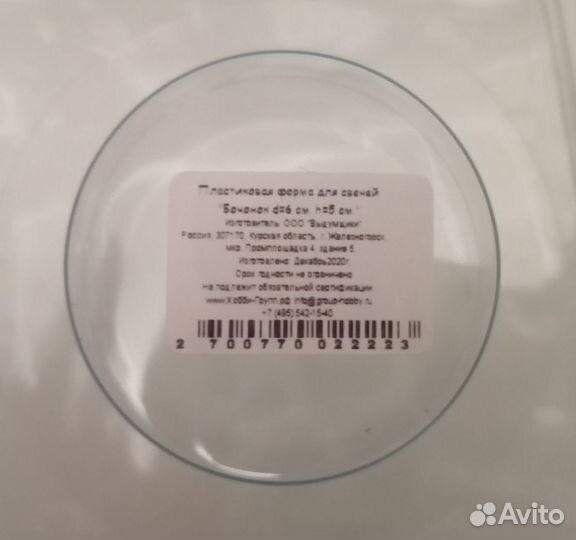 Пластиковая форма для свечей
"Бочонок d=6 см. h=5 см."
Изготовитель: ООО "Выдумщики"
Россия, 307170, Курская область, г. Железногорск,
мкр. Промплощадка 4, здание 5.
Изготовлено: Декабрь2020г.
Срок годности не ограничено
Не подлежит обязательной сертификации
www.Хобби-Групп.рф info@group-hobby.ru
+7 (495) 542-15-40
2 700770 022223
Avito